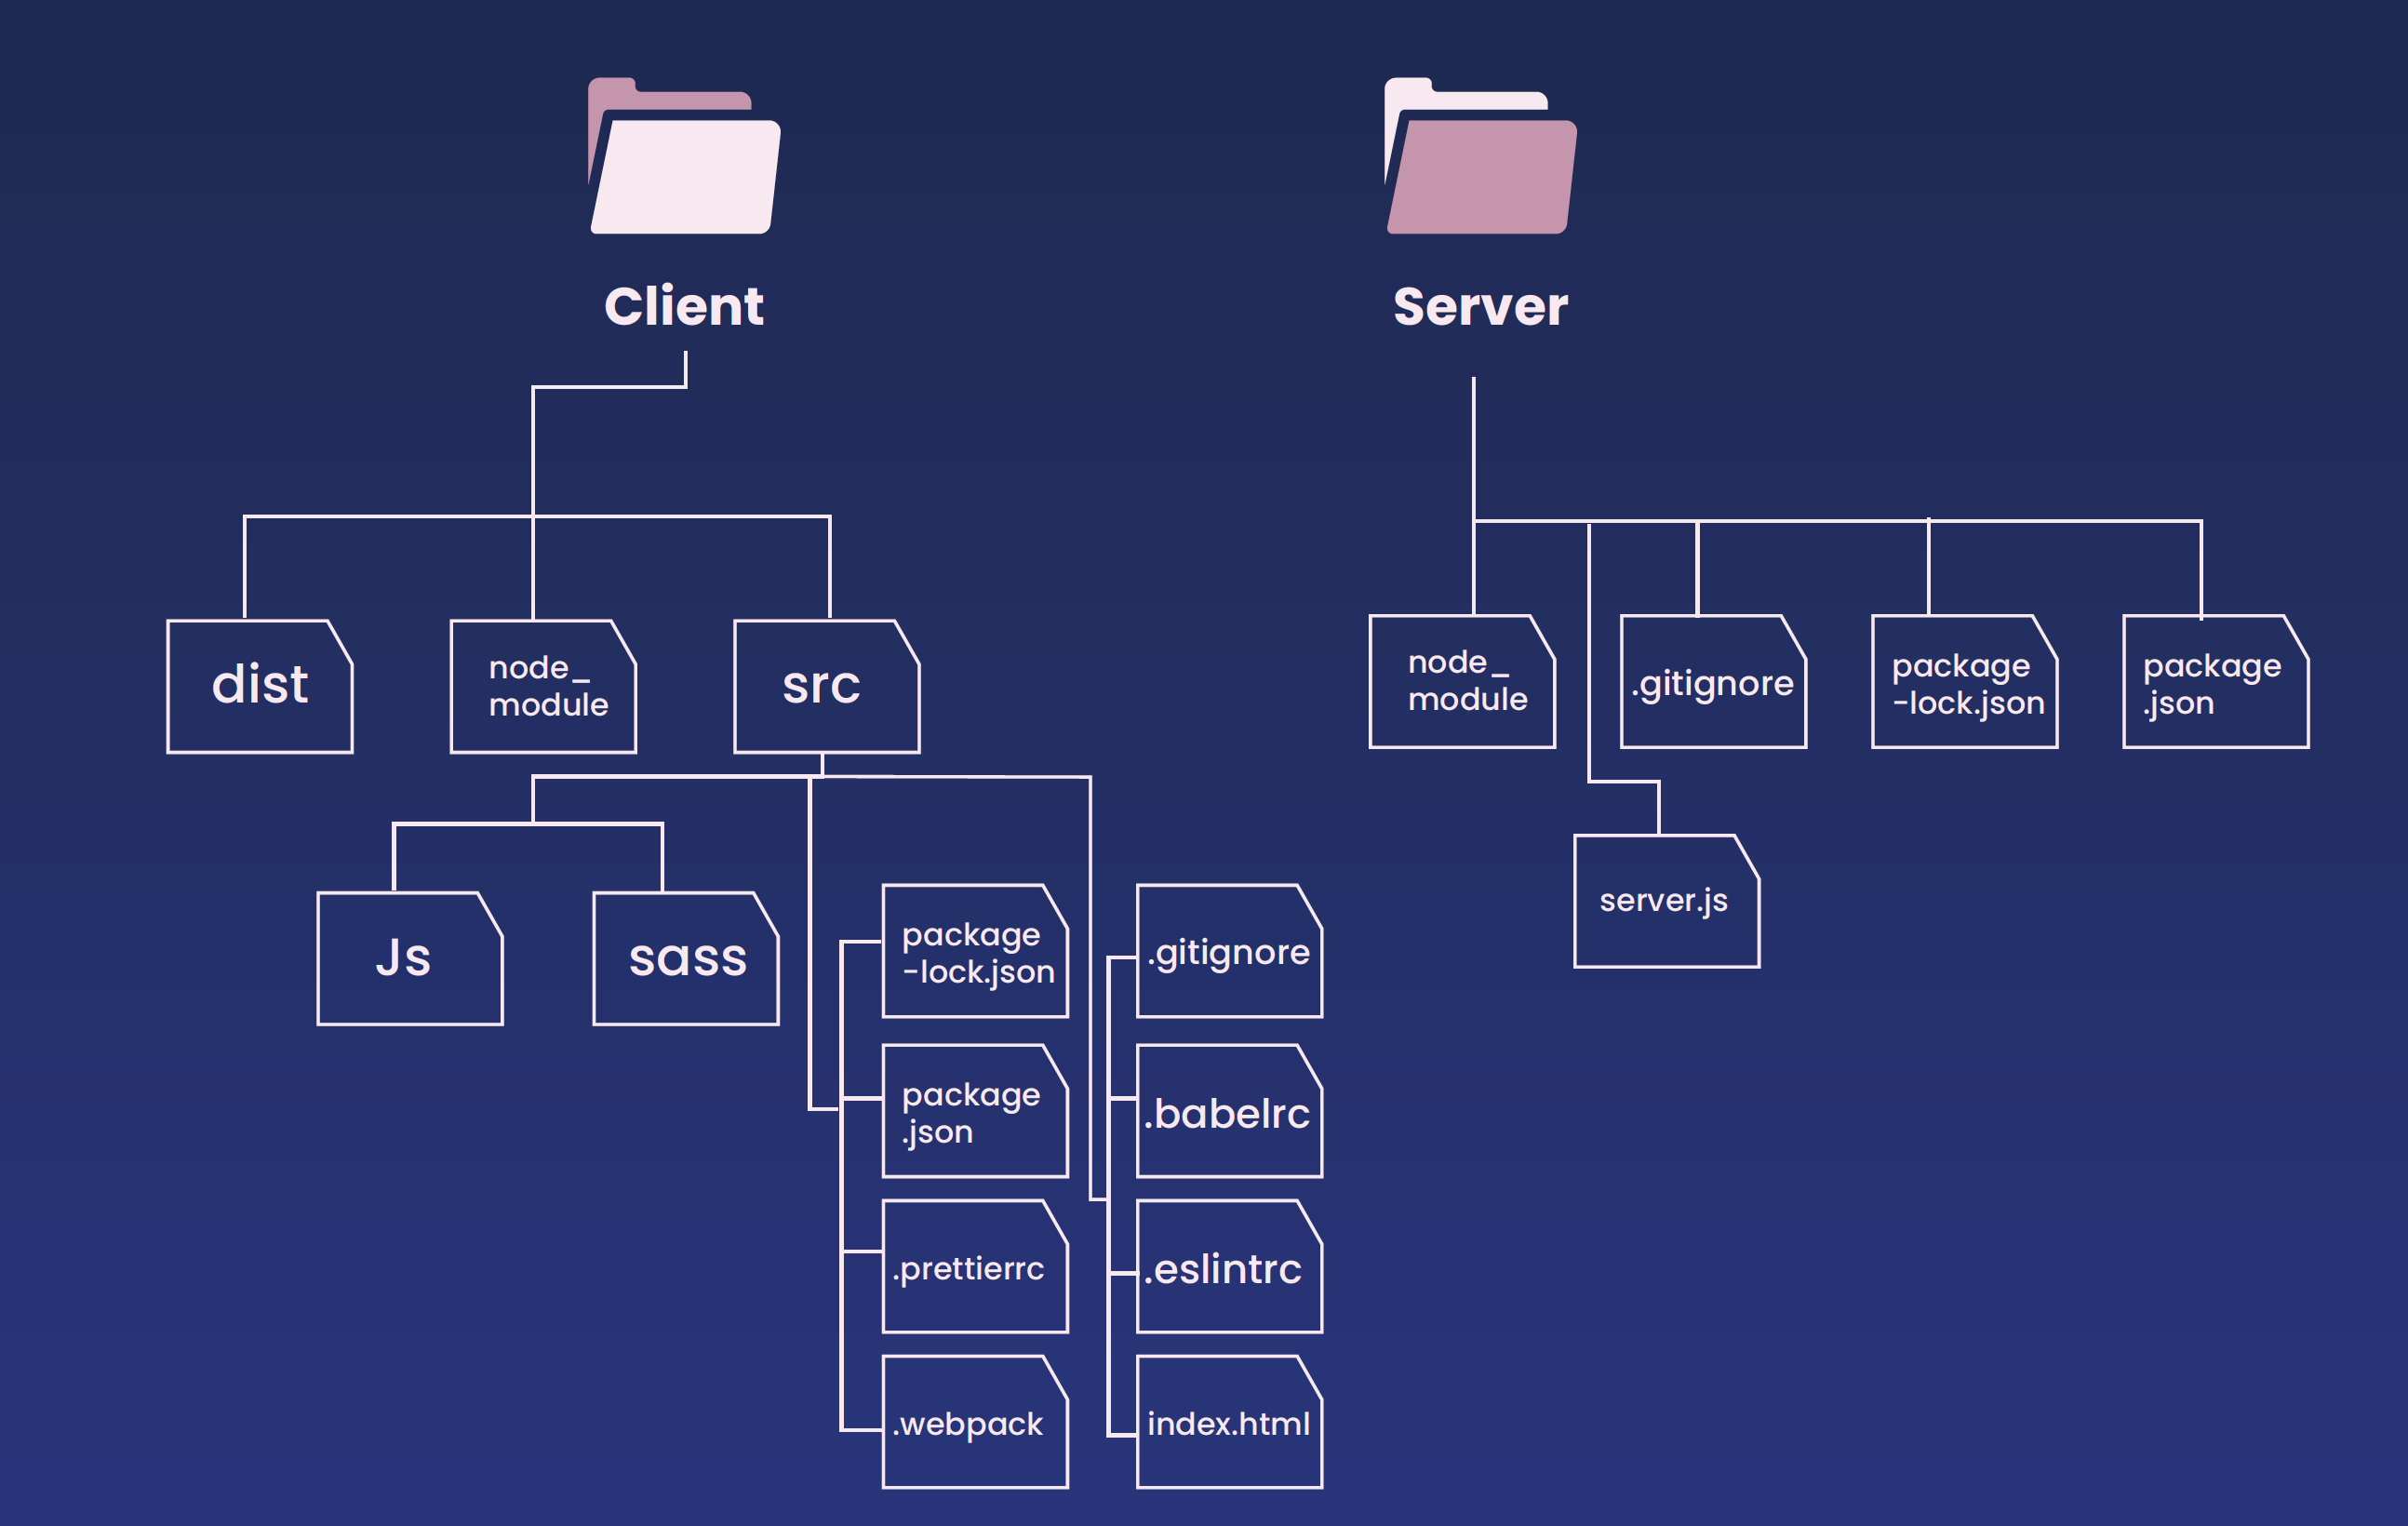 Client
Server
dist
node_
module
src
node_
module
.gitignore
package
-lock.json
package
.json
server.js
Js
sass
package
-lock.json
.gitignore
package
.json
.babelrc
.prettierrc
.eslintrc
.webpack
index.html